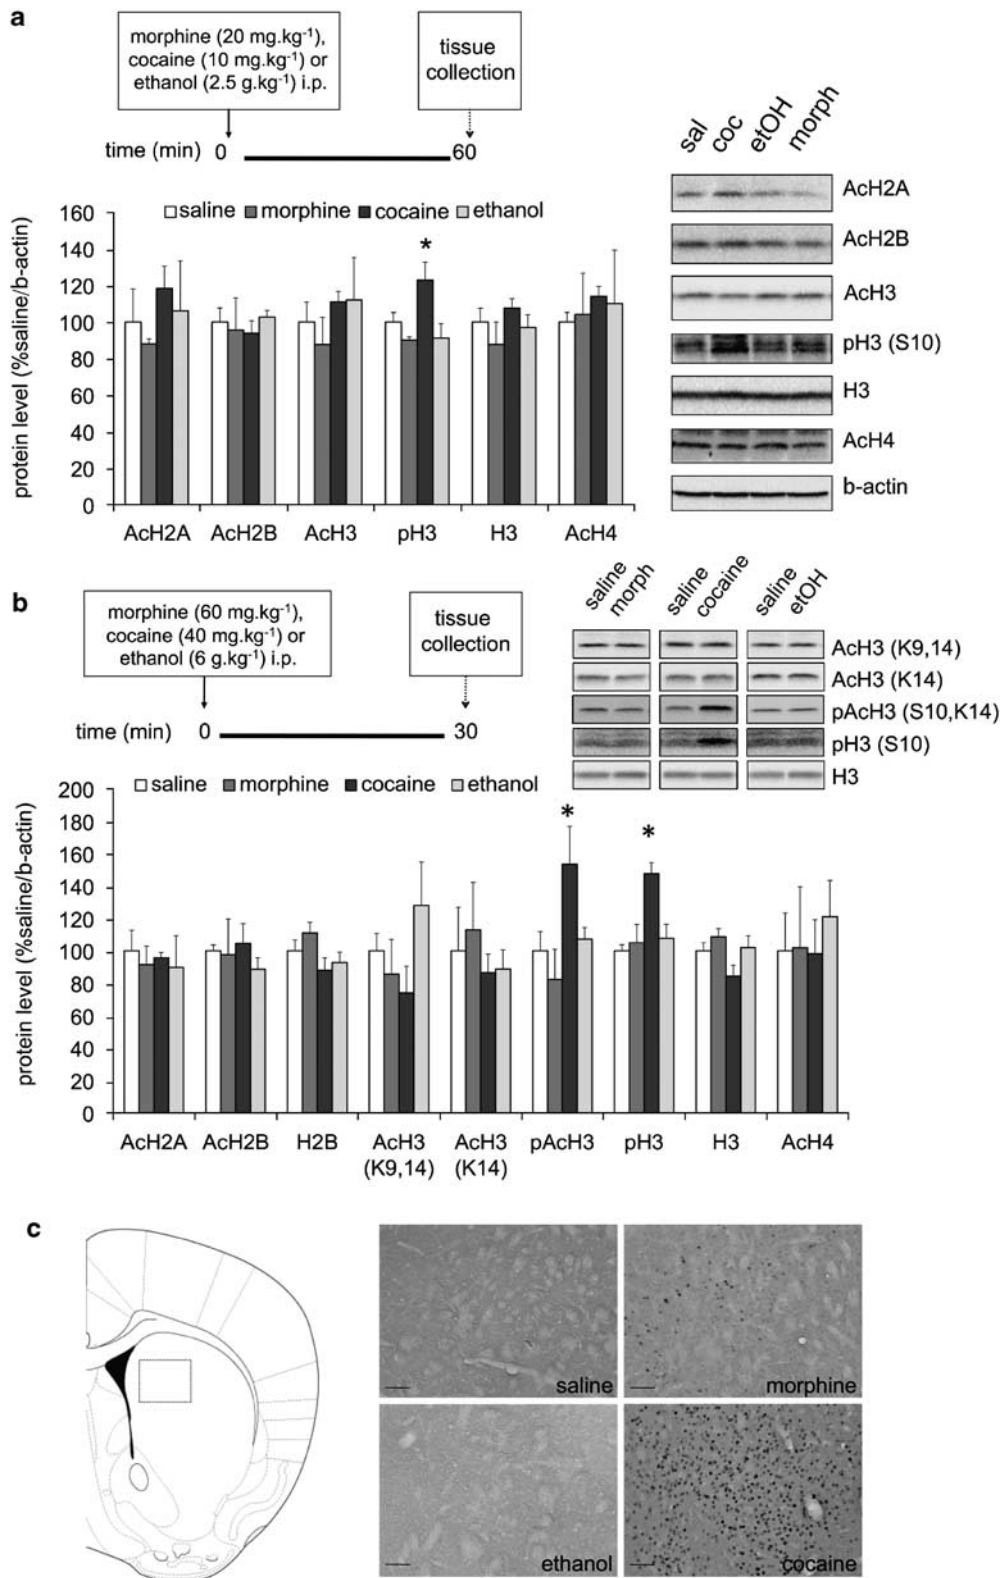 a
morphine (20 mg.kg-1),
cocaine (10 mg.kg-1) or
ethanol (2.5 g.kg-1) i.p.
tissue
collection
time (min) 0 60
sal coc etOH morph
AcH2A
AcH2B
AcH3
pH3 (S10)
H3
AcH4
b-actin
protein level (%saline/b-actin)
saline morphine cocaine ethanol
160
140
120
100
80
60
40
20
0
*
AcH2A AcH2B AcH3 pH3 H3 AcH4
b
morphine (60 mg.kg-1),
cocaine (40 mg.kg-1) or
ethanol (6 g.kg-1) i.p.
tissue
collection
time (min) 0 30
saline morph saline cocaine saline etOH
AcH3 (K9,14)
AcH3 (K14)
pAcH3 (S10,K14)
pH3 (S10)
H3
protein level (%saline/b-actin)
saline morphine cocaine ethanol
200
180
160
140
120
100
80
60
40
20
0
* *
AcH2A AcH2B H2B AcH3 AcH3 pAcH3 pH3 H3 AcH4
(K9,14) (K14)
c
saline morphine
ethanol cocaine